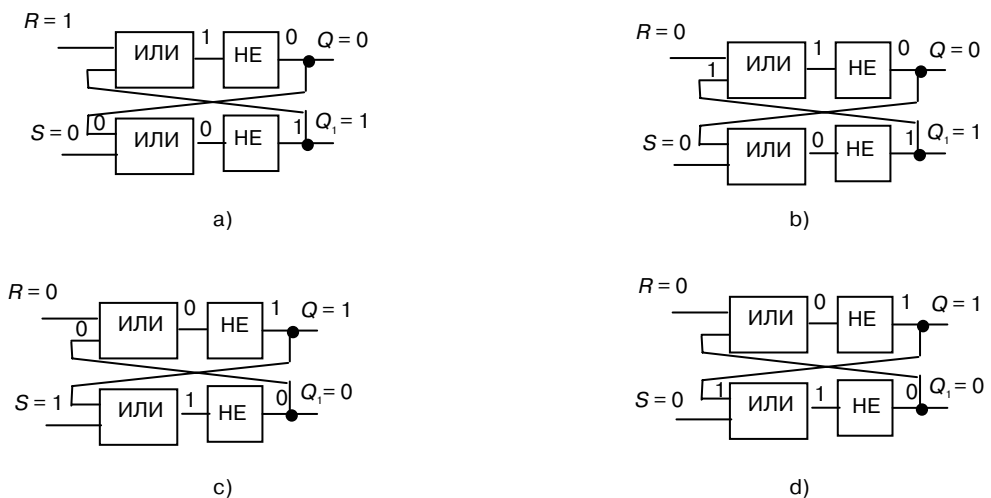 R = 1
ИЛИ 1 НЕ 0 Q = 0
S = 0 0 ИЛИ 0 НЕ 1 Q₁ = 1
a)
R = 0
1 ИЛИ 1 НЕ 0 Q = 0
S = 0 ИЛИ 0 НЕ 1 Q₁ = 1
b)
R = 0
0 ИЛИ 0 НЕ 1 Q = 1
S = 1 ИЛИ 1 НЕ 0 Q₁ = 0
c)
R = 0
ИЛИ 0 НЕ 1 Q = 1
S = 0 1 ИЛИ 1 НЕ 0 Q₁ = 0
d)